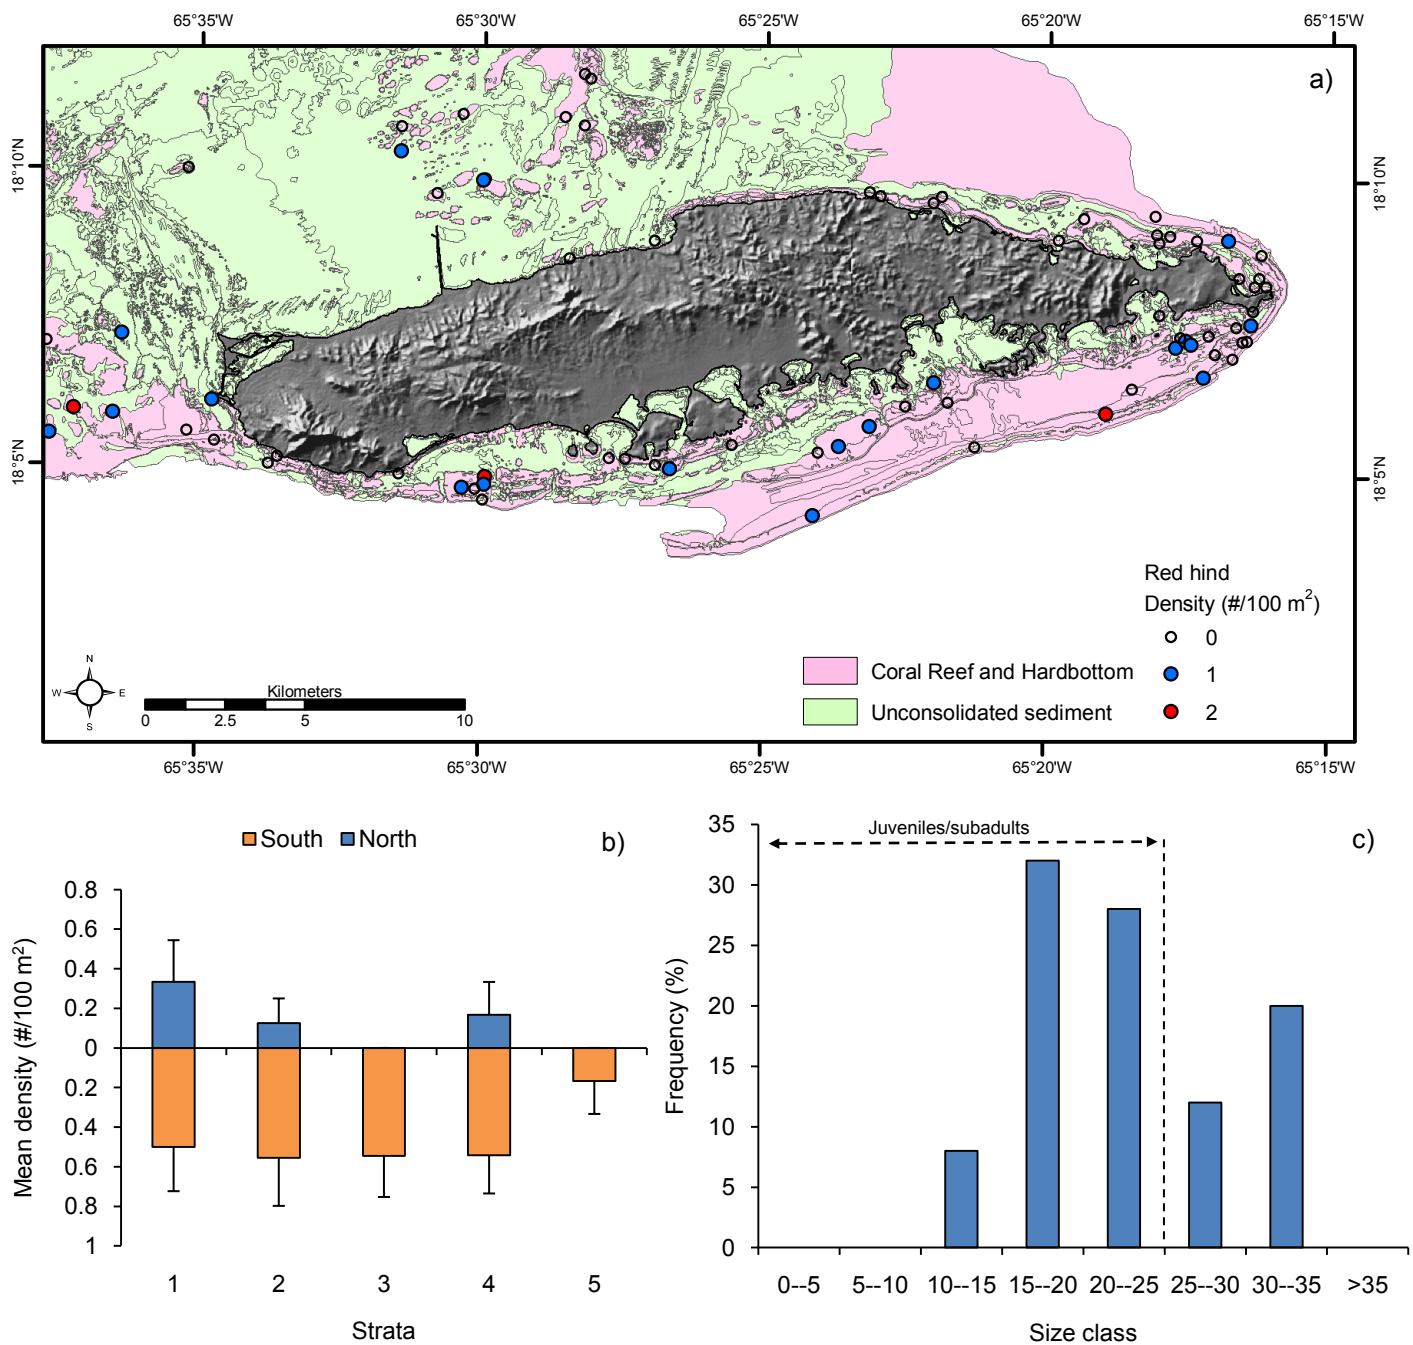 65°35'W 65°30'W 65°25'W 65°20'W 65°15'W
a)
18°10'N 18°10'N
18°5'N 18°5'N
Red hind
Density (#/100 m²)
0
Coral Reef and Hardbottom 1
Unconsolidated sediment 2
N
W E
S
Kilometers
0 2.5 5 10
65°35'W 65°30'W 65°25'W 65°20'W 65°15'W
South North b)
Mean density (#/100 m²)
0.8
0.6
0.4
0.2
0
0.2
0.4
0.6
0.8
1
1 2 3 4 5
Strata
c)
Juveniles/subadults
Frequency (%)
35
30
25
20
15
10
5
0
0--5 5--10 10--15 15--20 20--25 25--30 30--35 >35
Size class